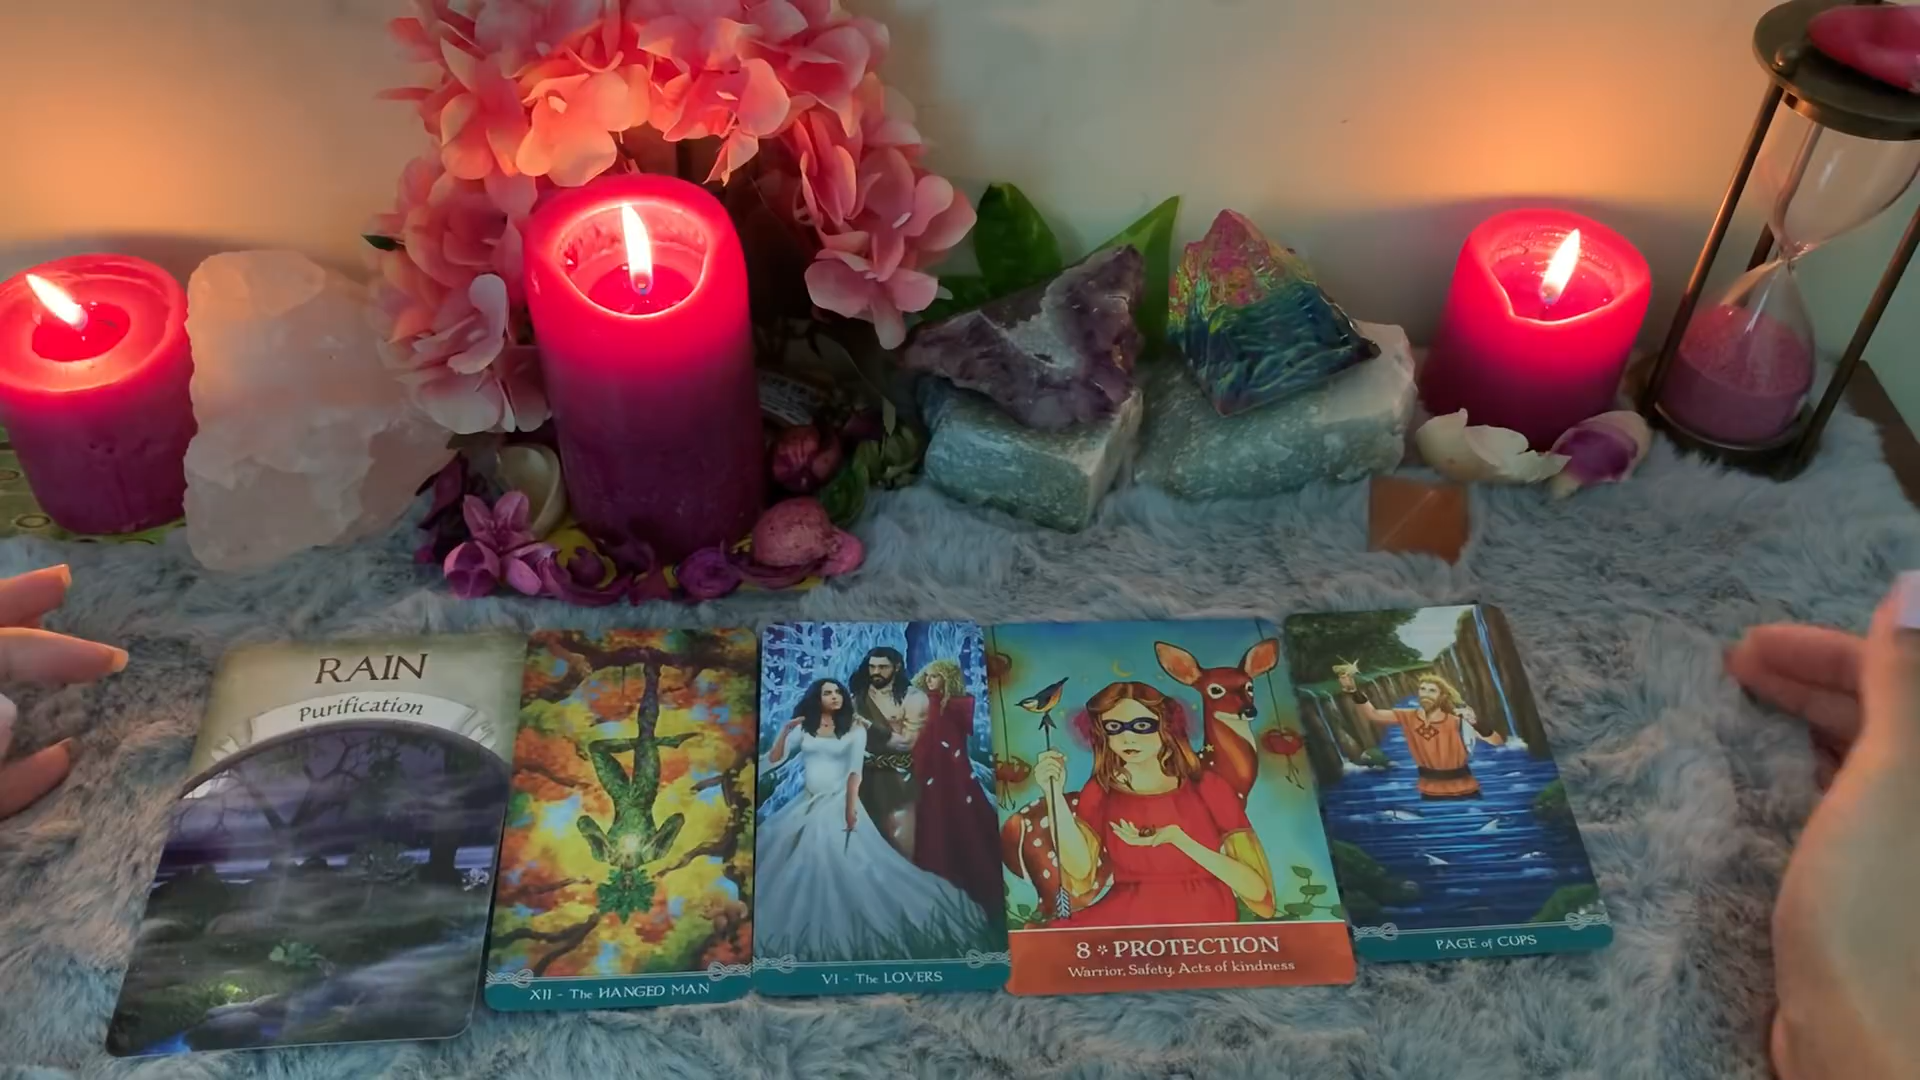 RAIN
Purification
XII - The HANGED MAN
VI - The LOVERS
8 * PROTECTION
Warrior, Safety, Acts of kindness
PAGE of CUPS